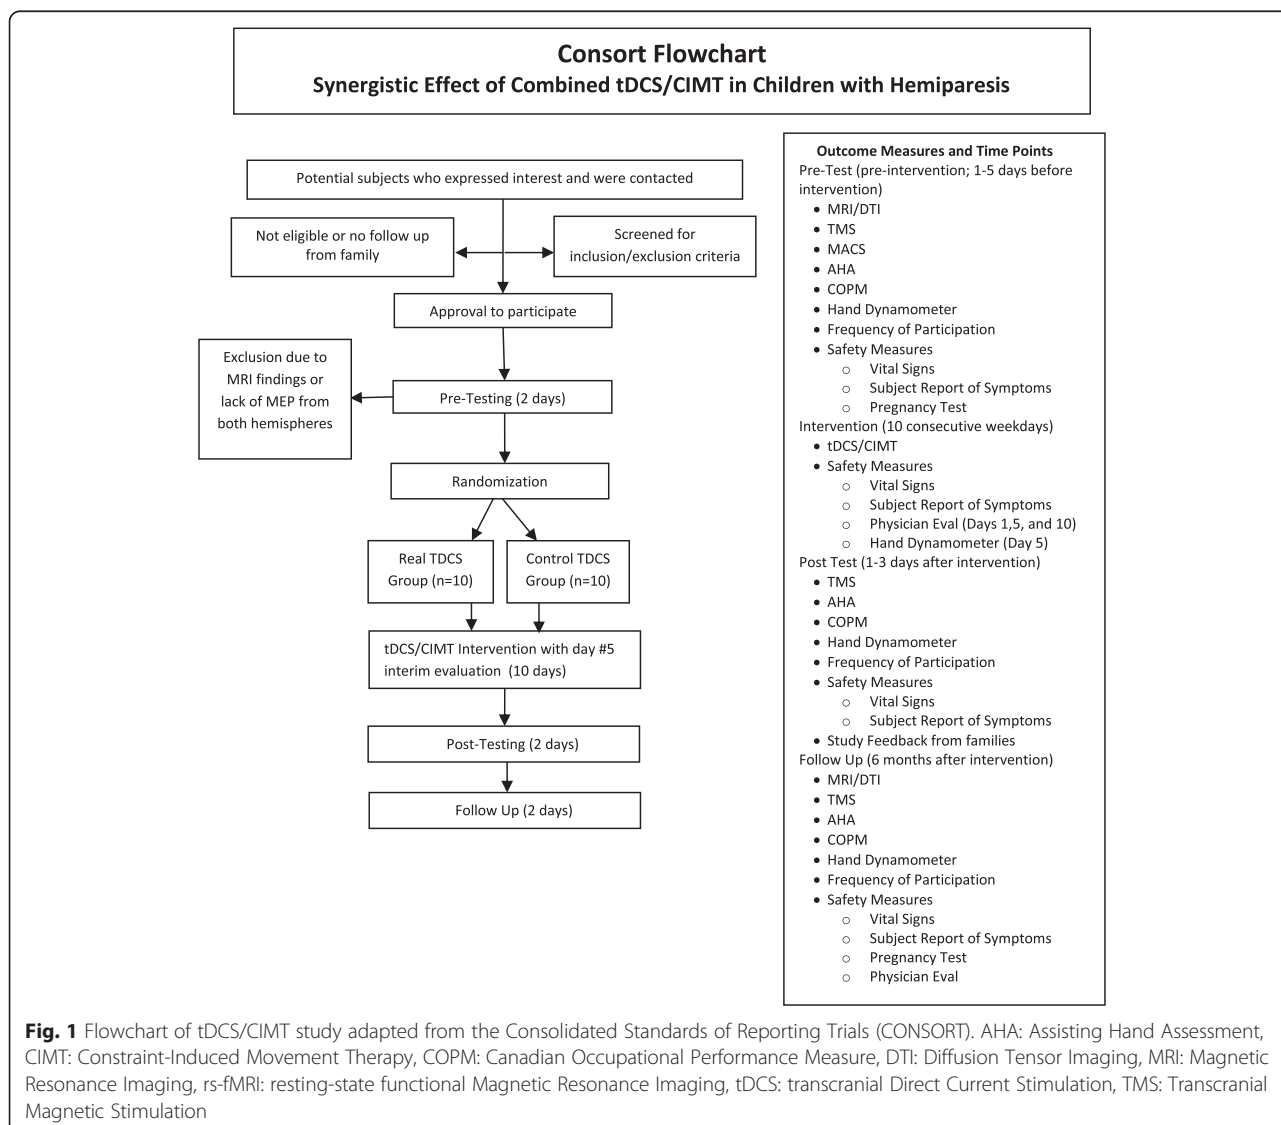 Consort Flowchart
Synergistic Effect of Combined tDCS/CIMT in Children with Hemiparesis
Potential subjects who expressed interest and were contacted
Not eligible or no follow up
from family
Screened for
inclusion/exclusion criteria
Approval to participate
Exclusion due to
MRI findings or
lack of MEP from
both hemispheres
Pre-Testing (2 days)
Randomization
Real TDCS
Group (n=10)
Control TDCS
Group (n=10)
tDCS/CIMT Intervention with day #5
interim evaluation (10 days)
Post-Testing (2 days)
Follow Up (2 days)
Outcome Measures and Time Points
Pre-Test (pre-intervention; 1-5 days before
intervention)
• MRI/DTI
• TMS
• MACS
• AHA
• COPM
• Hand Dynamometer
• Frequency of Participation
• Safety Measures
o Vital Signs
o Subject Report of Symptoms
o Pregnancy Test
Intervention (10 consecutive weekdays)
• tDCS/CIMT
• Safety Measures
o Vital Signs
o Subject Report of Symptoms
o Physician Eval (Days 1,5, and 10)
o Hand Dynamometer (Day 5)
Post Test (1-3 days after intervention)
• TMS
• AHA
• COPM
• Hand Dynamometer
• Frequency of Participation
• Safety Measures
o Vital Signs
o Subject Report of Symptoms
• Study Feedback from families
Follow Up (6 months after intervention)
• MRI/DTI
• TMS
• AHA
• COPM
• Hand Dynamometer
• Frequency of Participation
• Safety Measures
o Vital Signs
o Subject Report of Symptoms
o Pregnancy Test
o Physician Eval
Fig. 1 Flowchart of tDCS/CIMT study adapted from the Consolidated Standards of Reporting Trials (CONSORT). AHA: Assisting Hand Assessment,
CIMT: Constraint-Induced Movement Therapy, COPM: Canadian Occupational Performance Measure, DTI: Diffusion Tensor Imaging, MRI: Magnetic
Resonance Imaging, rs-fMRI: resting-state functional Magnetic Resonance Imaging, tDCS: transcranial Direct Current Stimulation, TMS: Transcranial
Magnetic Stimulation